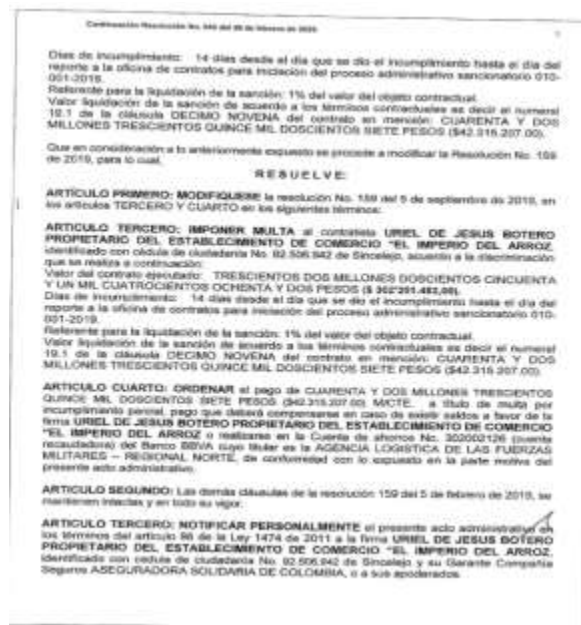 Continuación Resolución No. 046 del 28 de febrero de 2020
Días de incumplimiento: 14 días desde el día que se dio el incumplimiento hasta el día del
reporte a la oficina de contratos para iniciación del proceso administrativo sancionatorio 010-
001-2019.
Referente para la liquidación de la sanción: 1% del valor del objeto contractual.
Valor liquidación de la sanción de acuerdo a los términos contractuales es decir el numeral
19.1 de la cláusula DECIMO NOVENA del contrato en mención: CUARENTA Y DOS
MILLONES TRESCIENTOS QUINCE MIL DOSCIENTOS SIETE PESOS ($42.315.207.00).
Que en consideración a lo anteriormente expuesto se procede a modificar la Resolución No. 159
de 2019, para lo cual,
RESUELVE:
ARTÍCULO PRIMERO: MODIFIQUESE la resolución No. 159 del 5 de septiembre de 2019, en
los artículos TERCERO Y CUARTO en los siguientes términos:
ARTICULO TERCERO: IMPONER MULTA al contratista URIEL DE JESUS BOTERO
PROPIETARIO DEL ESTABLECIMIENTO DE COMERCIO "EL IMPERIO DEL ARROZ,
identificado con cédula de ciudadanía No. 92.506.942 de Sincelejo, acuerdo a la discriminación
que se realiza a continuación:
Valor del contrato ejecutado: TRESCIENTOS DOS MILLONES DOSCIENTOS CINCUENTA
Y UN MIL CUATROCIENTOS OCHENTA Y DOS PESOS ($ 302'251.482,00).
Días de incumplimiento: 14 días desde el día que se dio el incumplimiento hasta el día del
reporte a la oficina de contratos para iniciación del proceso administrativo sancionatorio 010-
001-2019.
Referente para la liquidación de la sanción: 1% del valor del objeto contractual.
Valor liquidación de la sanción de acuerdo a los términos contractuales es decir el numeral
19.1 de la cláusula DECIMO NOVENA del contrato en mención: CUARENTA Y DOS
MILLONES TRESCIENTOS QUINCE MIL DOSCIENTOS SIETE PESOS ($42.315.207.00).
ARTÍCULO CUARTO: ORDENAR el pago de CUARENTA Y DOS MILLONES TRESCIENTOS
QUINCE MIL DOSCIENTOS SIETE PESOS ($42.315.207.00) M/CTE. a título de multa por
incumplimiento parcial, pago que deberá compensarse en caso de existir saldos a favor de la
firma URIEL DE JESUS BOTERO PROPIETARIO DEL ESTABLECIMIENTO DE COMERCIO
"EL IMPERIO DEL ARROZ o realizarse en la Cuenta de ahorros No. 302002126 (cuenta
recaudadora) del Banco BBVA cuyo titular es la AGENCIA LOGISTICA DE LAS FUERZAS
MILITARES – REGIONAL NORTE, de conformidad con lo expuesto en la parte motiva del
presente acto administrativo.
ARTICULO SEGUNDO: Las demás cláusulas de la resolución 159 del 5 de febrero de 2019, se
mantienen intactas y en todo su vigor.
ARTÍCULO TERCERO: NOTIFICAR PERSONALMENTE el presente acto administrativo en
los términos del artículo 86 de la Ley 1474 de 2011 a la firma URIEL DE JESUS BOTERO
PROPIETARIO DEL ESTABLECIMIENTO DE COMERCIO "EL IMPERIO DEL ARROZ,
identificado con cédula de ciudadanía No. 92.506.942 de Sincelejo y su Garante Compañía
Seguros ASEGURADORA SOLIDARIA DE COLOMBIA, o a sus apoderados.